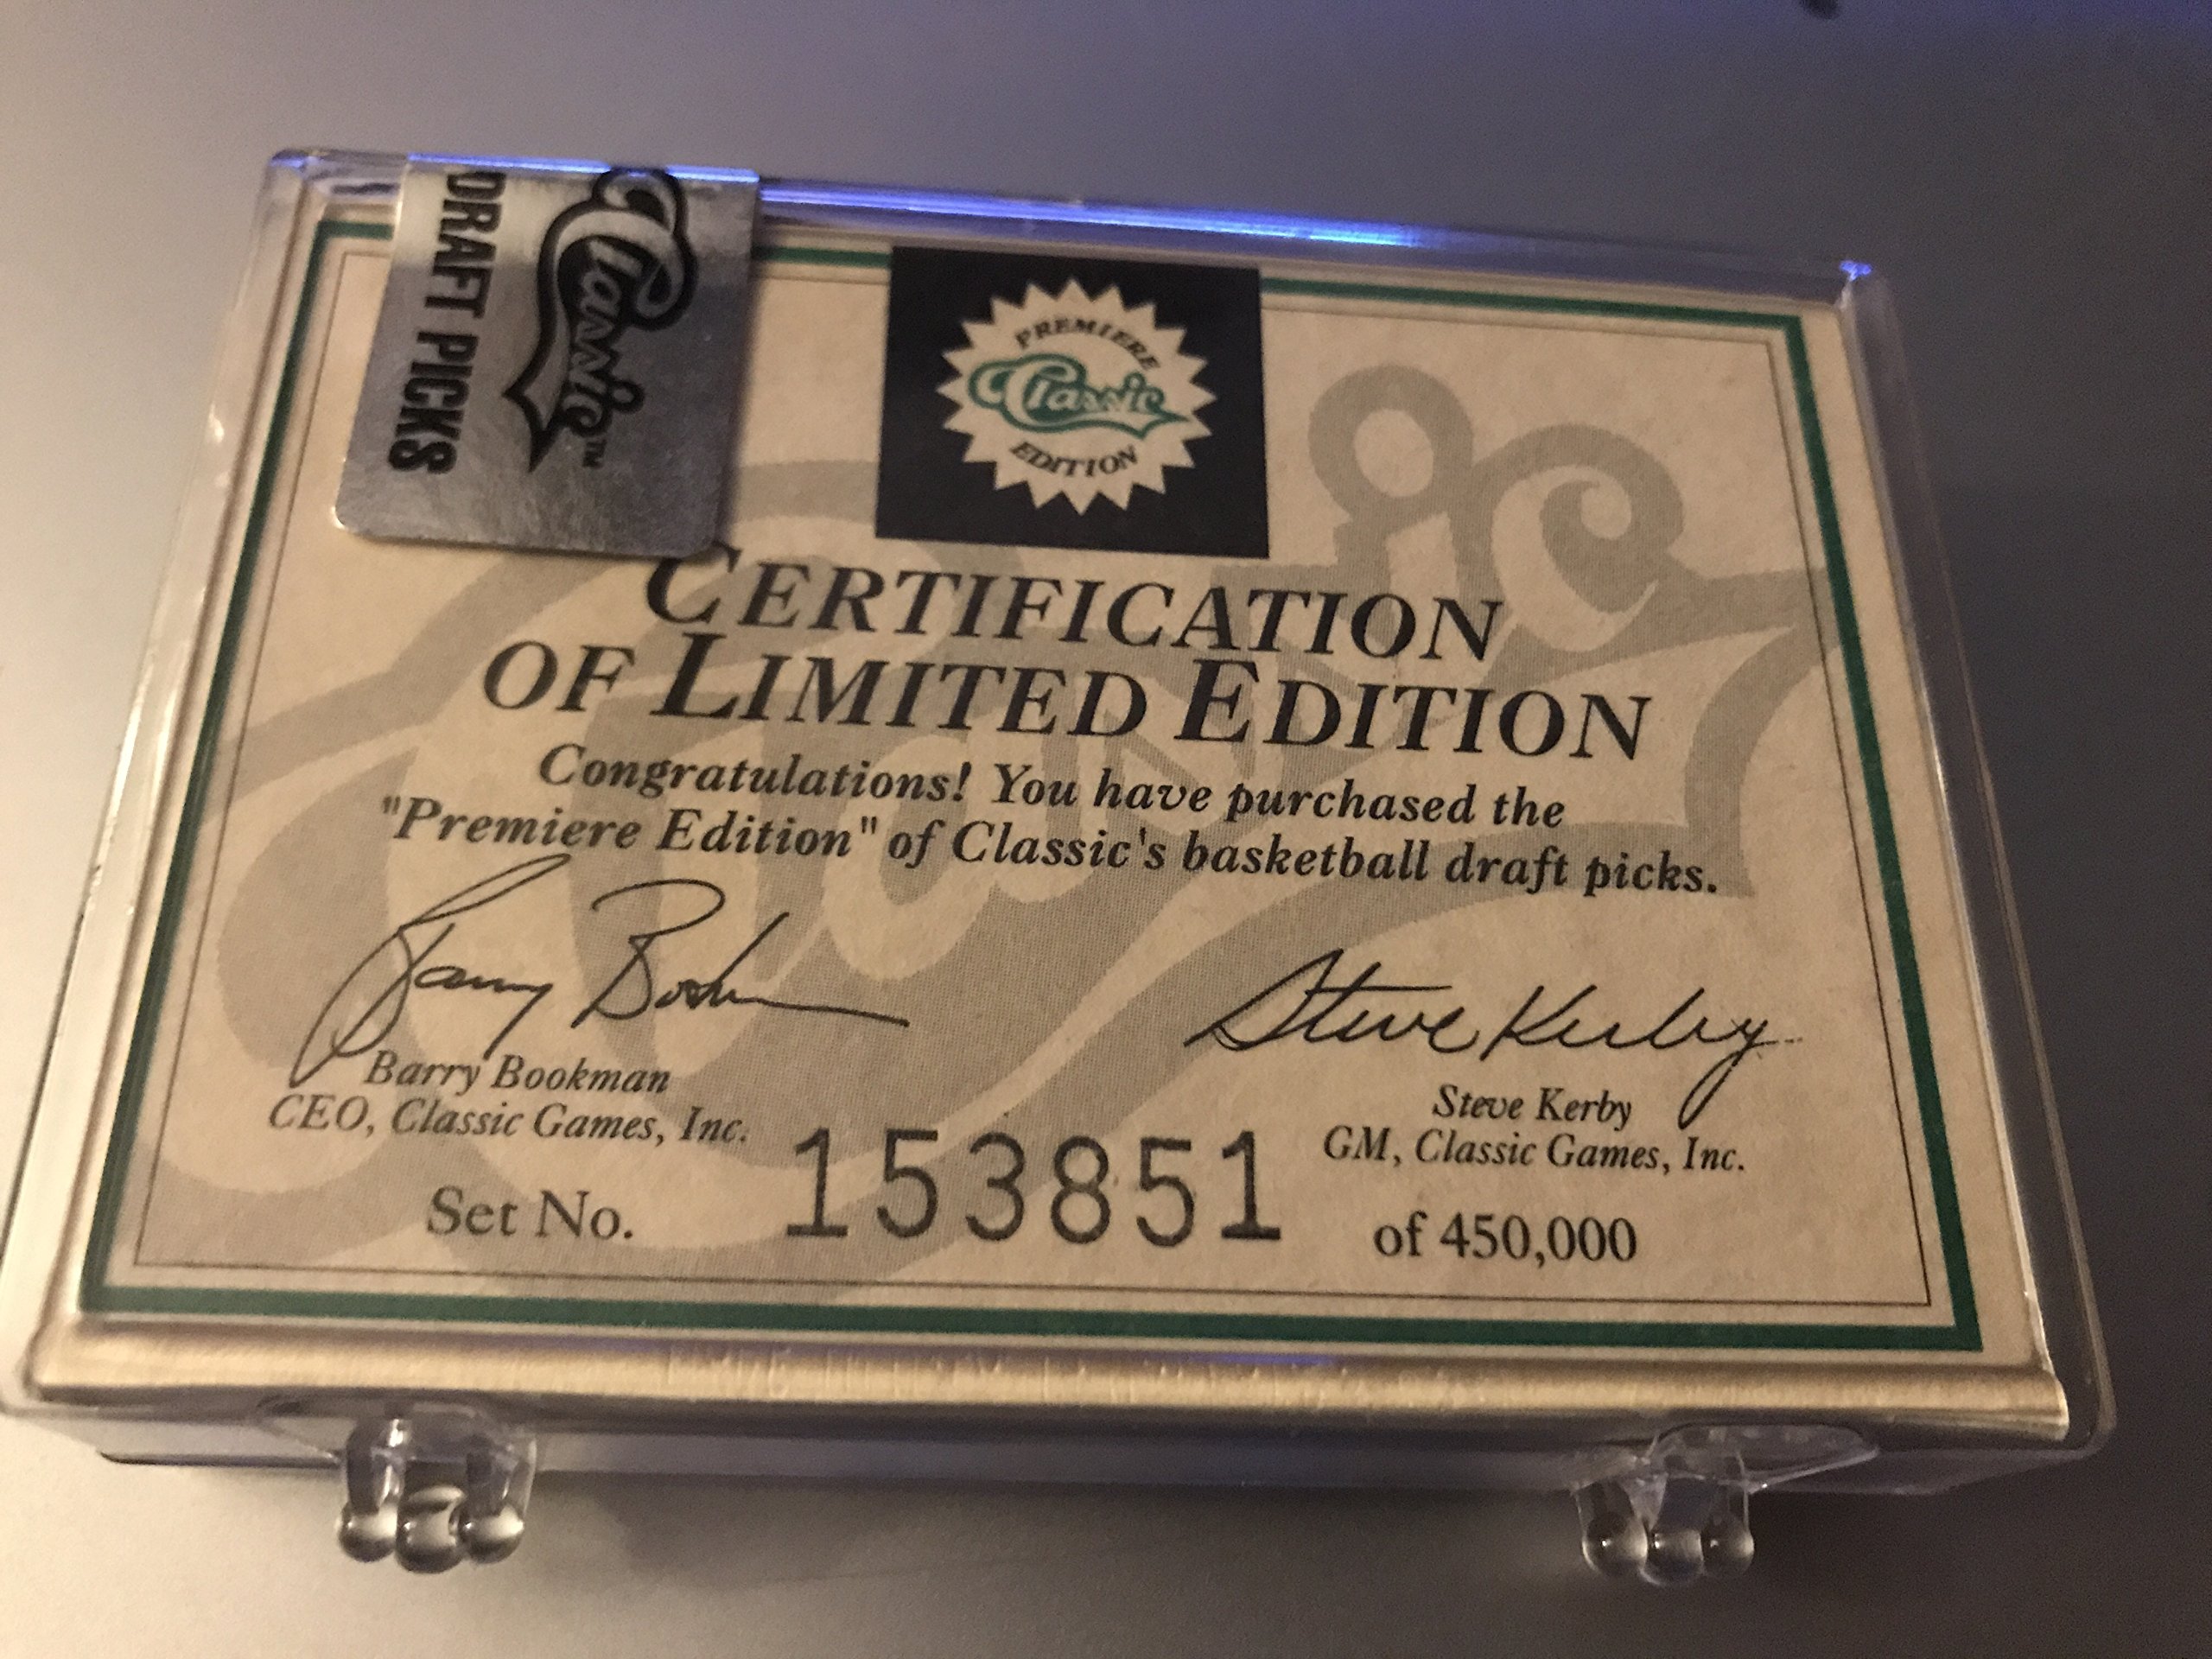 Classic™
DRAFT PICKS
PREMIERE
Classic
EDITION
Classic
CERTIFICATION
OF LIMITED EDITION
Congratulations! You have purchased the
"Premiere Edition" of Classic's basketball draft picks.
Barry Bookman
Steve Kerby
Barry Bookman
CEO, Classic Games, Inc.
Steve Kerby
GM, Classic Games, Inc.
Set No. 153851 of 450,000